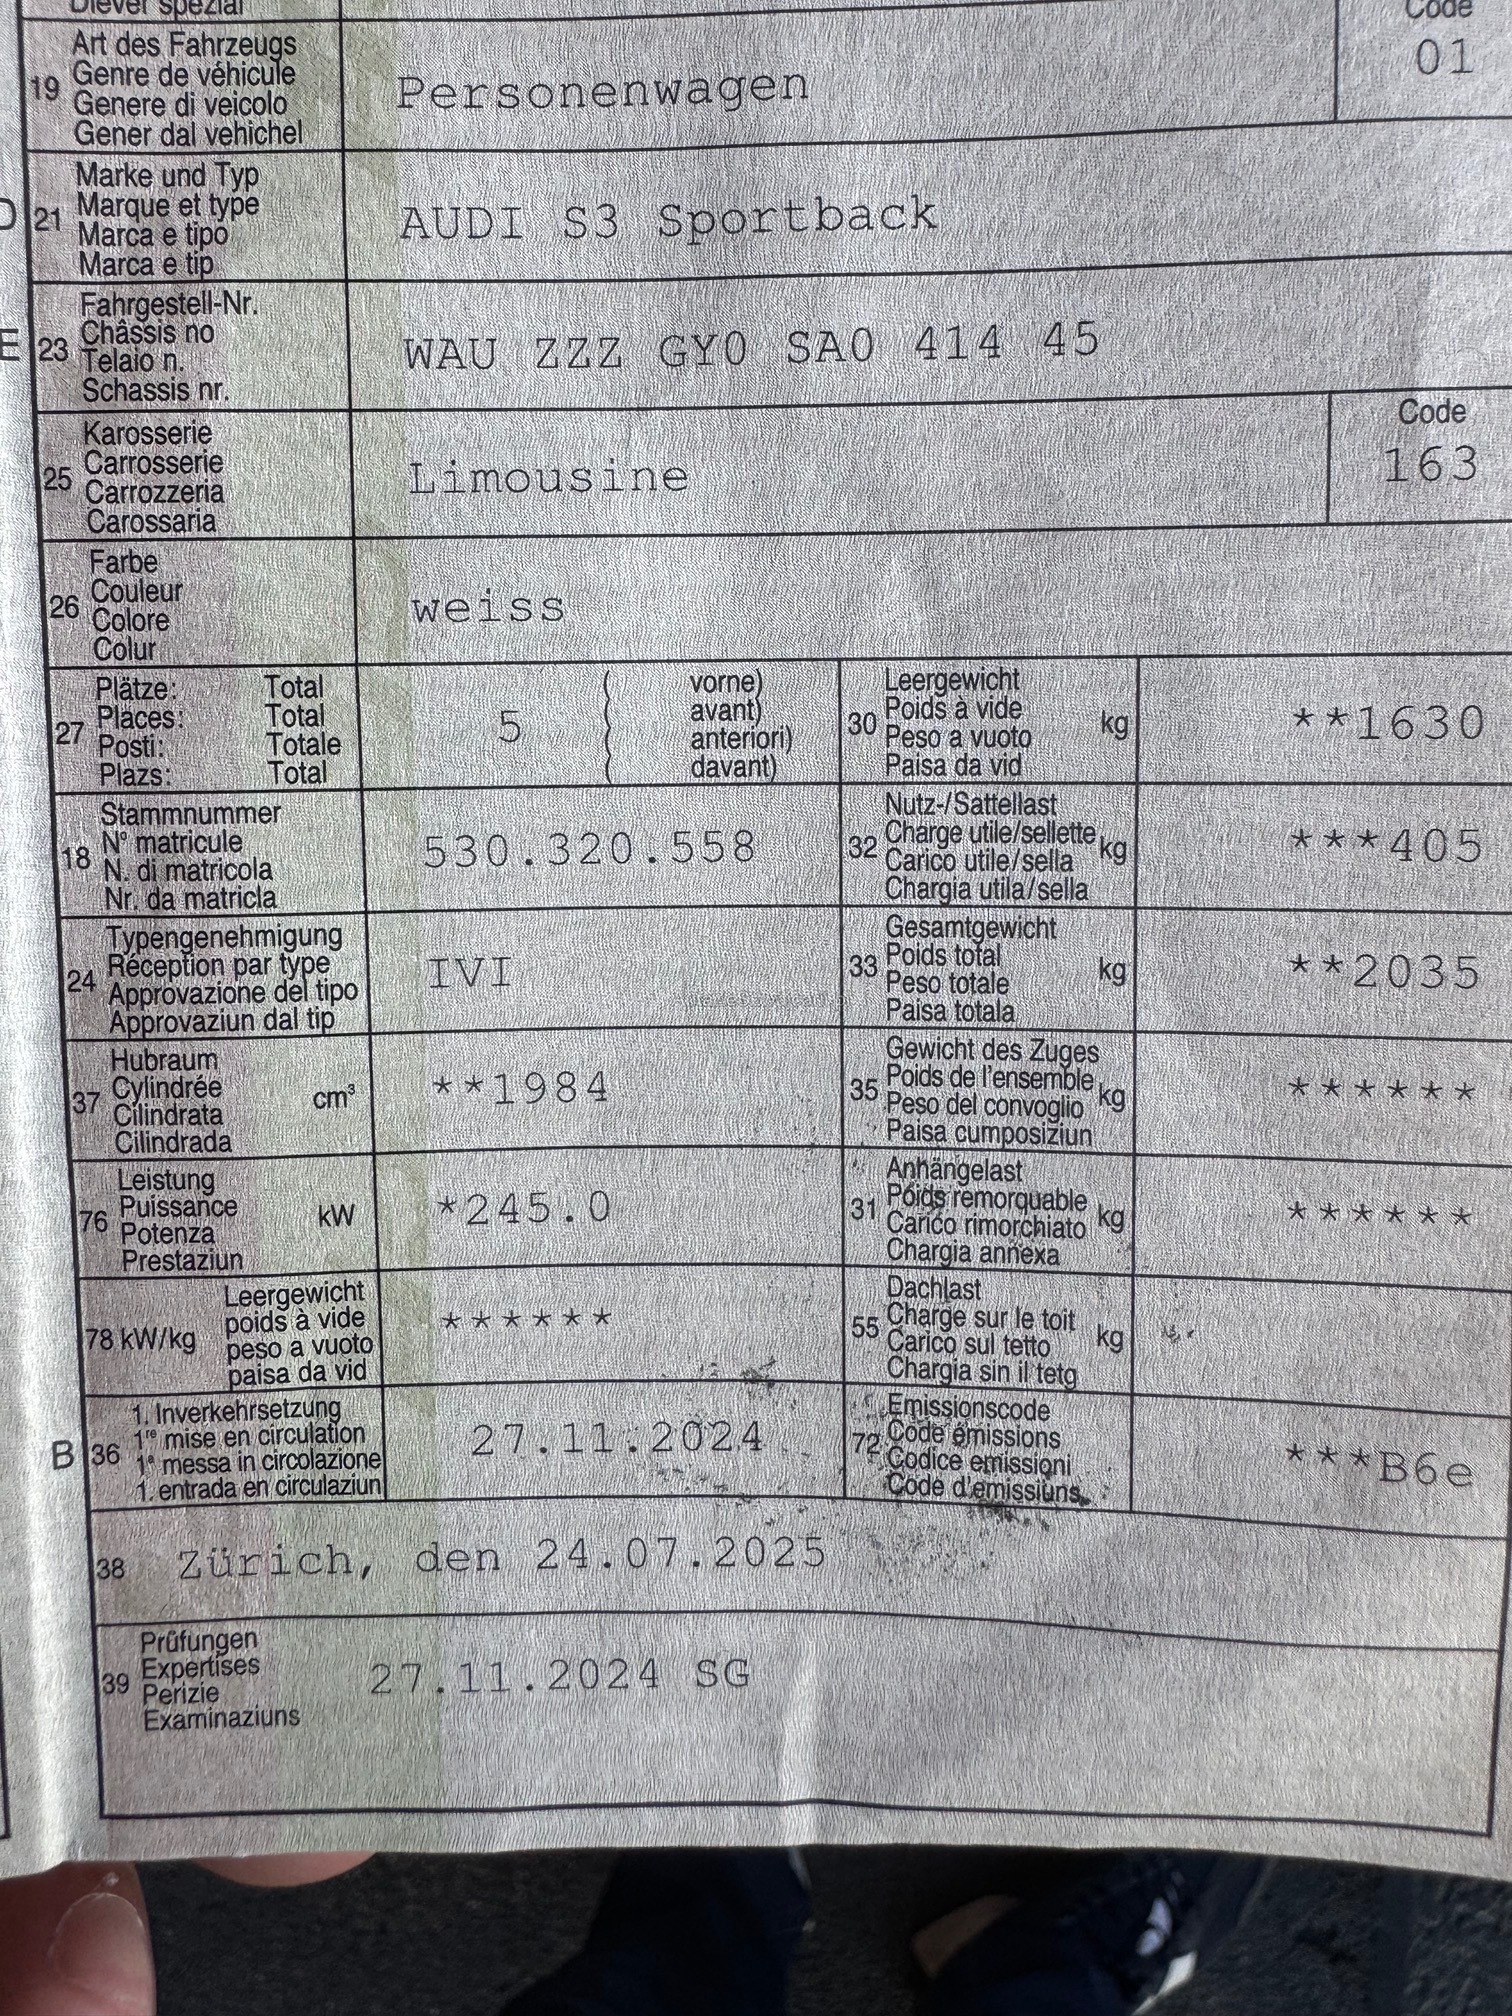 Diever spezial
Code
19 Art des Fahrzeugs
Genre de véhicule
Genere di veicolo
Gener dal vehichel
Personenwagen
01
D 21 Marke und Typ
Marque et type
Marca e tipo
Marca e tip
AUDI S3 Sportback
E 23 Fahrgestell-Nr.
Châssis no
Telaio n.
Schassis nr.
WAU ZZZ GY0 SA0 414 45
25 Karosserie
Carrosserie
Carrozzeria
Carossaria
Limousine
Code
163
26 Farbe
Couleur
Colore
Colur
weiss
27 Plätze: Total
Places: Total
Posti: Totale
Plazs: Total
5
( vorne)
( avant)
( anteriori)
( davant)
30 Leergewicht
Poids à vide
Peso a vuoto
Paisa da vid
kg
**1630
18 Stammnummer
N° matricule
N. di matricola
Nr. da matricla
530.320.558
32 Nutz-/Sattellast
Charge utile/sellette
Carico utile/sella
Chargia utila/sella
kg
***405
24 Typengenehmigung
Réception par type
Approvazione del tipo
Approvaziun dal tip
IVI
33 Gesamtgewicht
Poids total
Peso totale
Paisa totala
kg
**2035
37 Hubraum
Cylindrée
Cilindrata
Cilindrada
cm³
**1984
35 Gewicht des Zuges
Poids de l'ensemble
Peso del convoglio
Paisa cumposiziun
kg
******
76 Leistung
Puissance
Potenza
Prestaziun
kW
*245.0
31 Anhängelast
Poids remorquable
Carico rimorchiato
Chargia annexa
kg
******
78 kW/kg
Leergewicht
poids à vide
peso a vuoto
paisa da vid
******
55 Dachlast
Charge sur le toit
Carico sul tetto
Chargia sin il tetg
kg
B 36 1. Inverkehrsetzung
1re mise en circulation
1a messa in circolazione
1. entrada en circulaziun
27.11.2024
72 Emissionscode
Code émissions
Codice emissioni
Code d'emissiuns
***B6e
38 Zürich, den 24.07.2025
39 Prüfungen
Expertises
Perizie
Examinaziuns
27.11.2024 SG